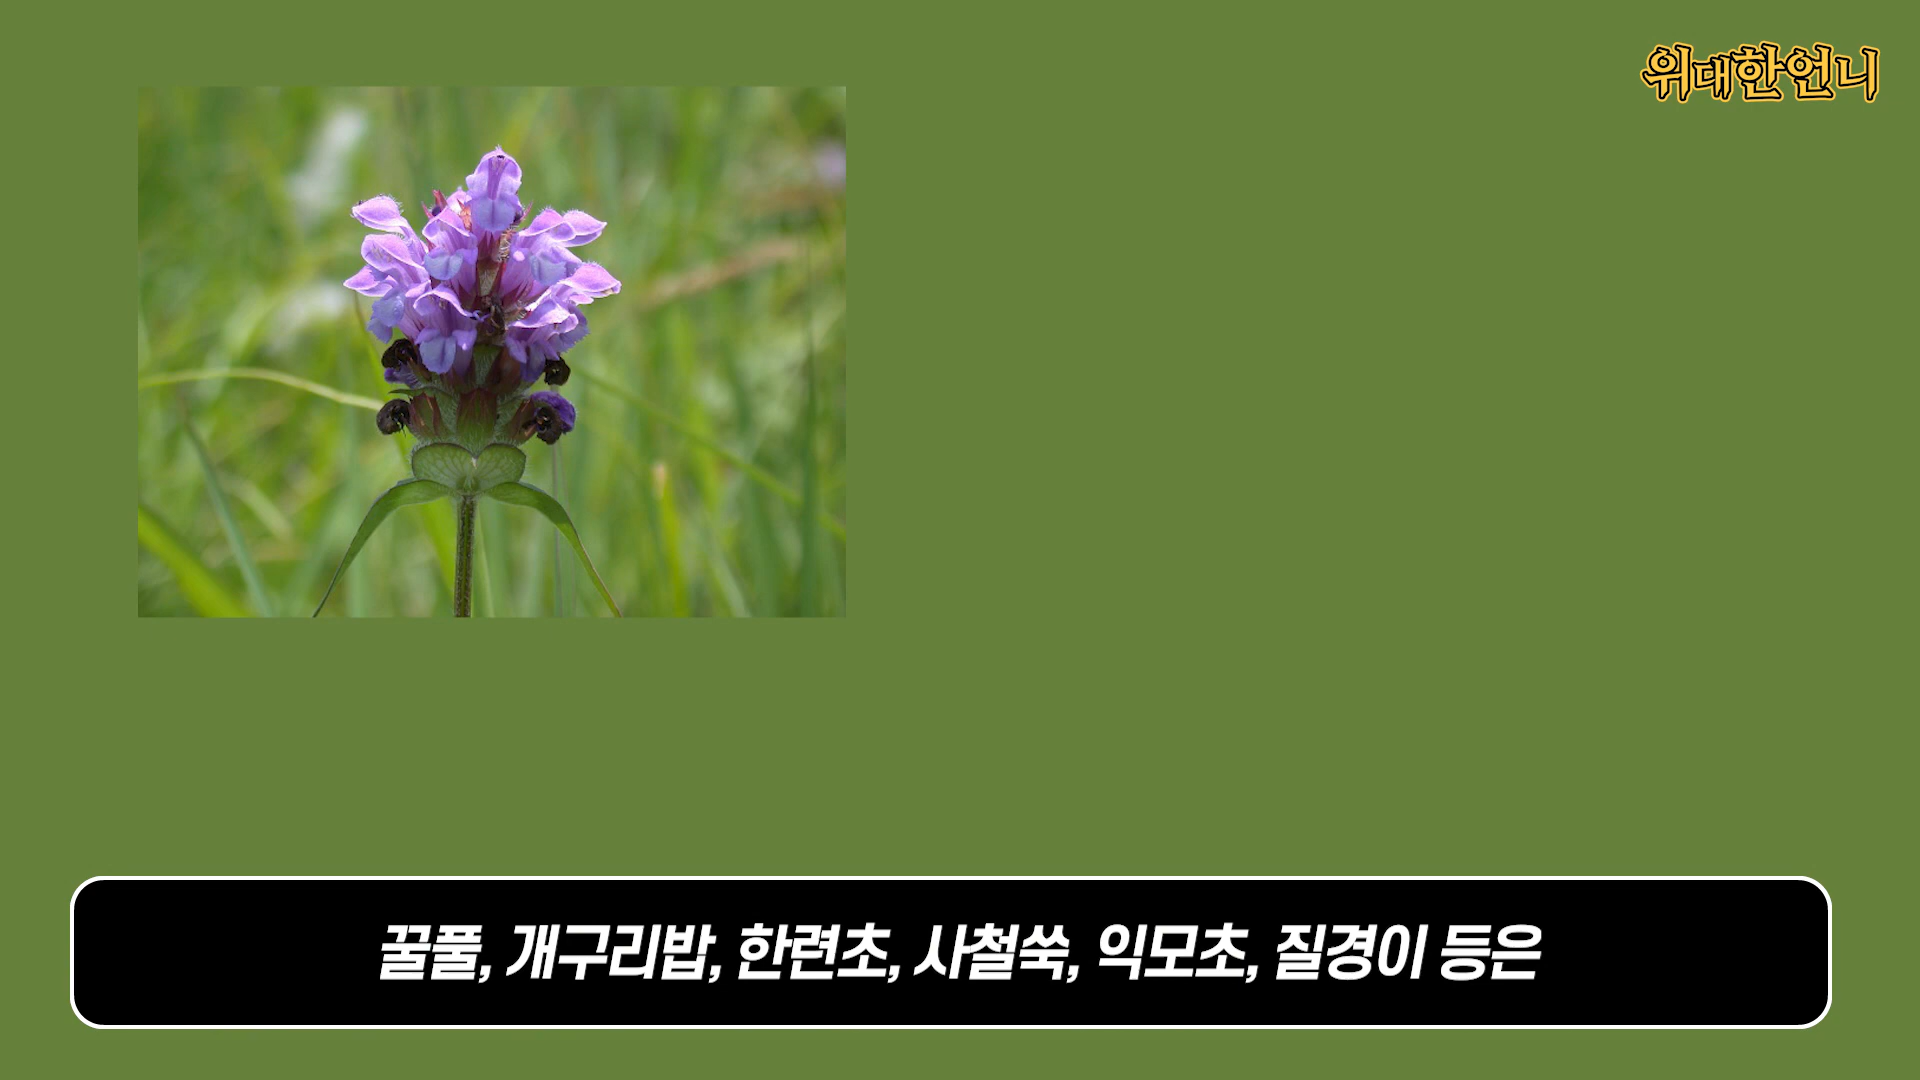 위대한언니
꿀풀, 개구리밥, 한련초, 사철쑥, 익모초, 질경이 등은